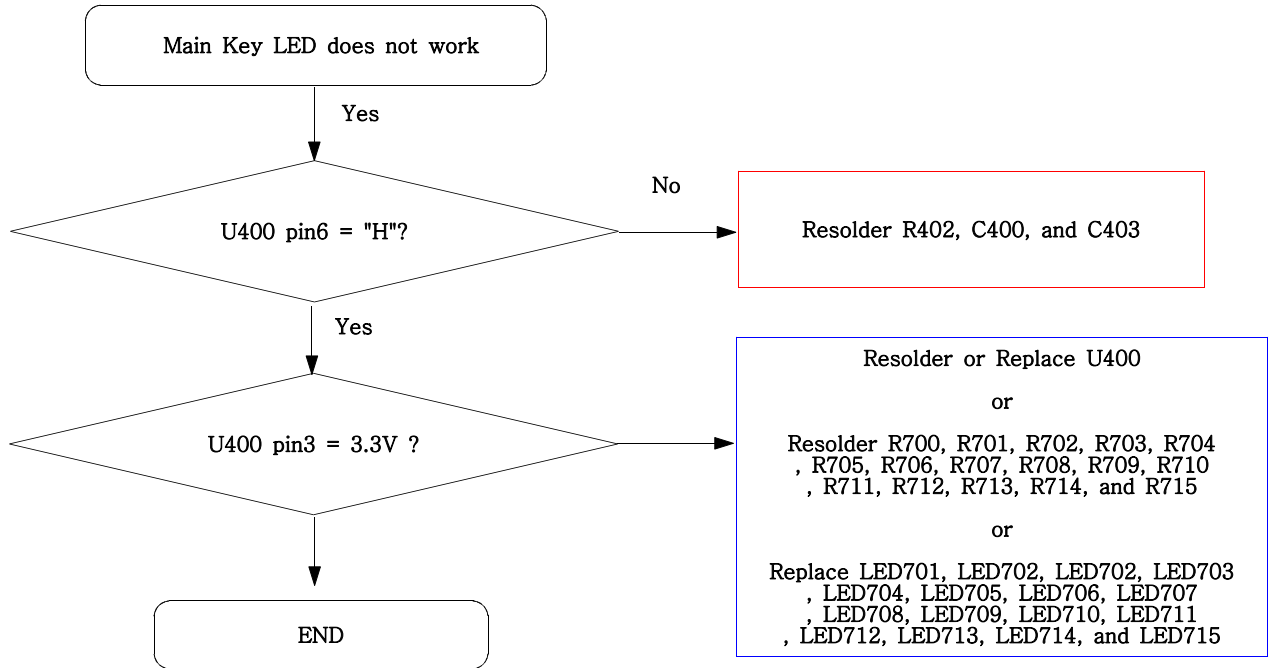 Main Key LED does not work
Yes
U400 pin6 = "H"?
No
Resolder R402, C400, and C403
Yes
U400 pin3 = 3.3V ?
Resolder or Replace U400
or
Resolder R700, R701, R702, R703, R704
, R705, R706, R707, R708, R709, R710
, R711, R712, R713, R714, and R715
or
Replace LED701, LED702, LED702, LED703
, LED704, LED705, LED706, LED707
, LED708, LED709, LED710, LED711
, LED712, LED713, LED714, and LED715
END